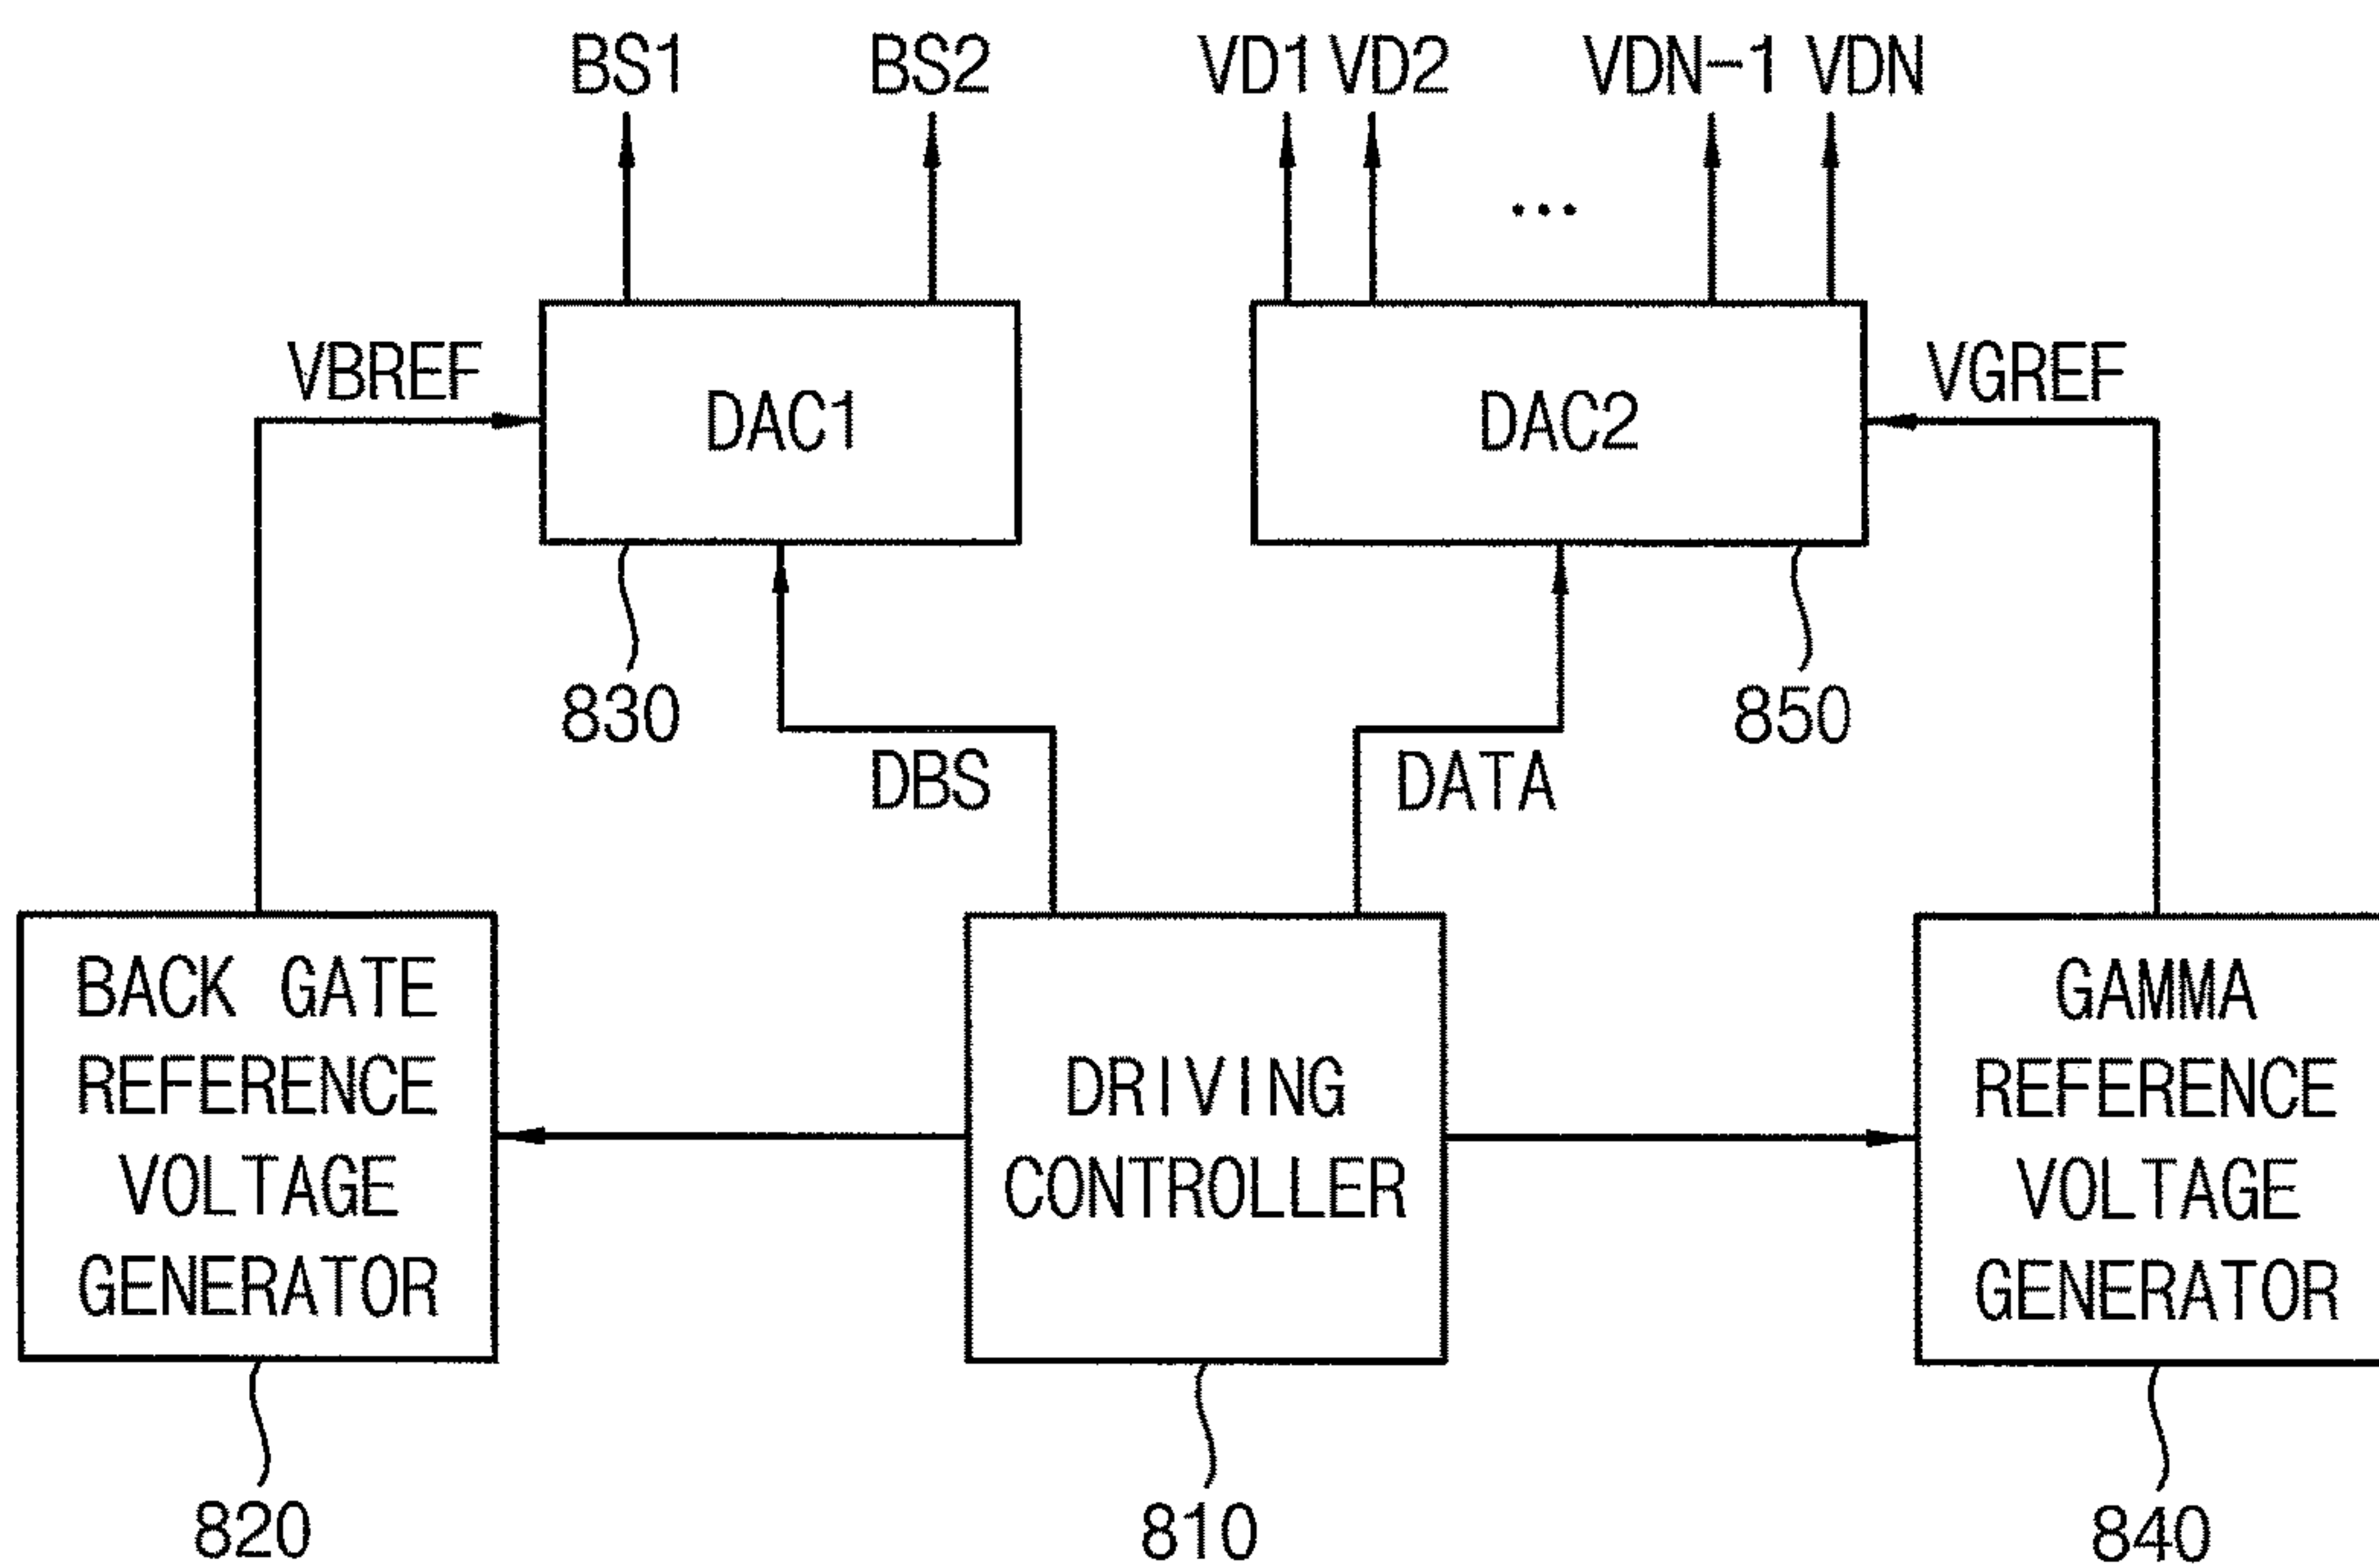 BS1 BS2 VD1 VD2 VDN-1 VDN
...
VBREF DAC1 DAC2 VGREF
830 850
DBS DATA
BACK GATE
REFERENCE
VOLTAGE
GENERATOR
DRIVING
CONTROLLER
GAMMA
REFERENCE
VOLTAGE
GENERATOR
820 810 840